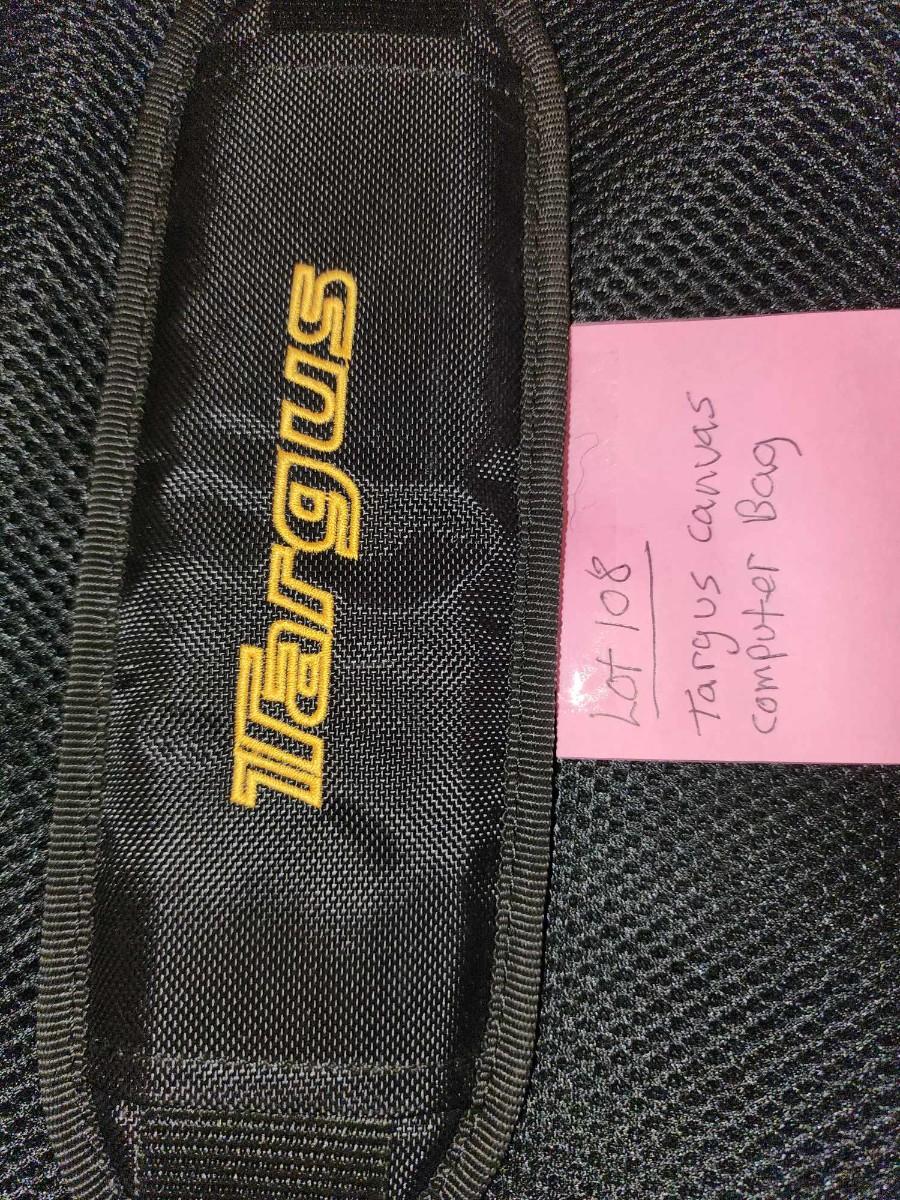 Targus
Lot 108
Targus canvas
computer Bag